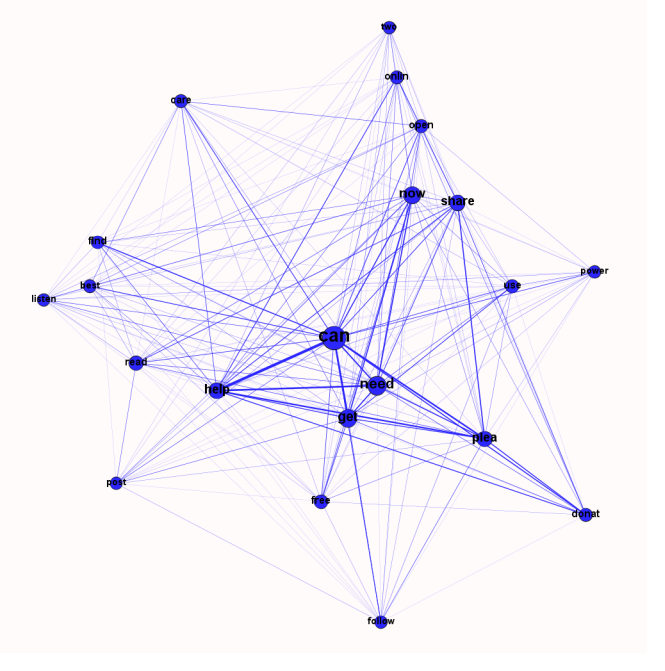 two
onlin
care
open
now
share
find
power
best
use
listen
can
read
need
help
get
plea
post
free
donat
follow